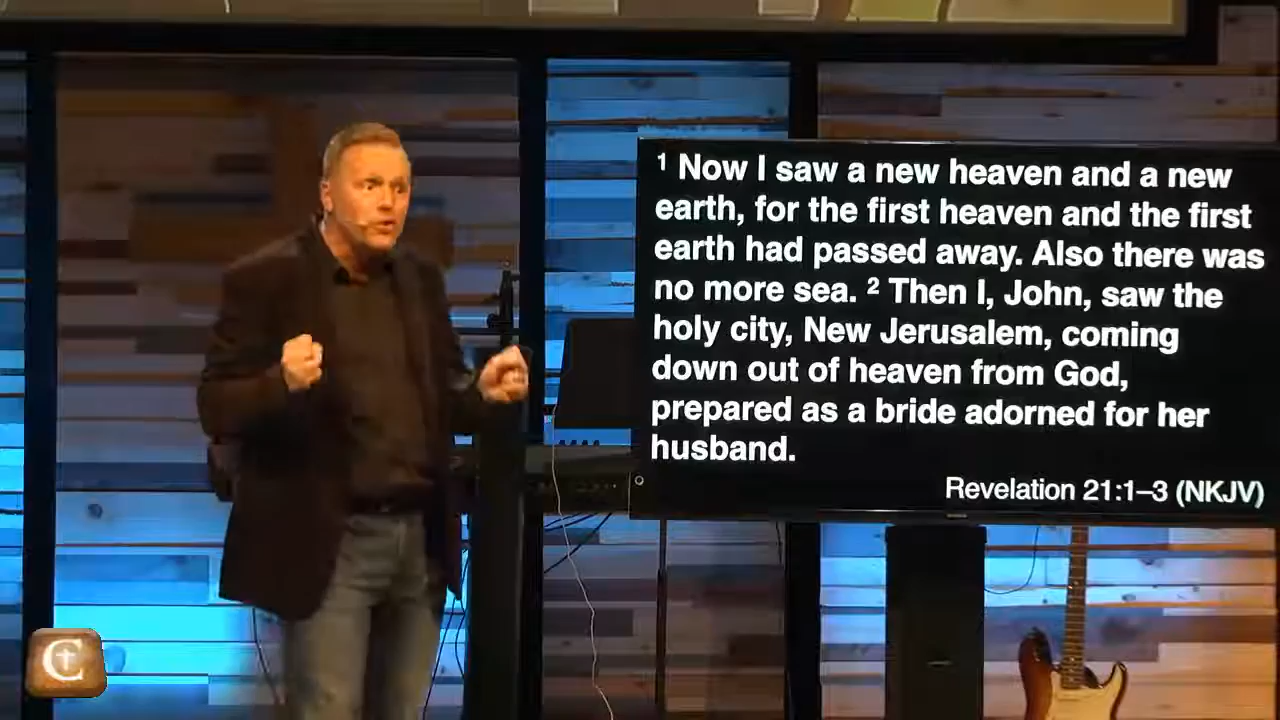 ¹ Now I saw a new heaven and a new
earth, for the first heaven and the first
earth had passed away. Also there was
no more sea. ² Then I, John, saw the
holy city, New Jerusalem, coming
down out of heaven from God,
prepared as a bride adorned for her
husband.
Revelation 21:1–3 (NKJV)
C